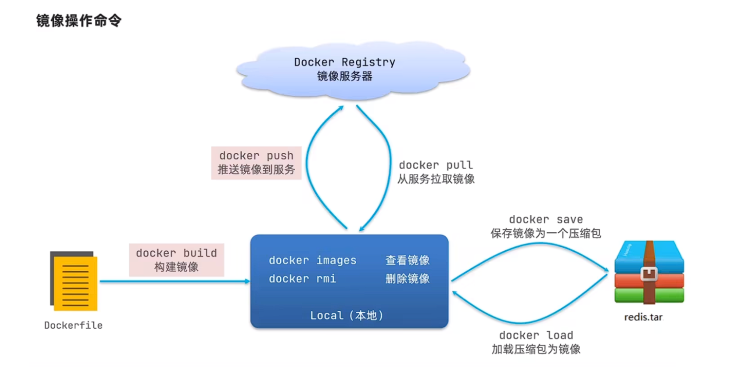 镜像操作命令
Docker Registry
镜像服务器
docker push
推送镜像到服务
docker pull
从服务拉取镜像
docker save
保存镜像为一个压缩包
docker build
构建镜像
docker images 查看镜像
docker rmi 删除镜像
Local（本地）
Dockerfile
redis.tar
docker load
加载压缩包为镜像